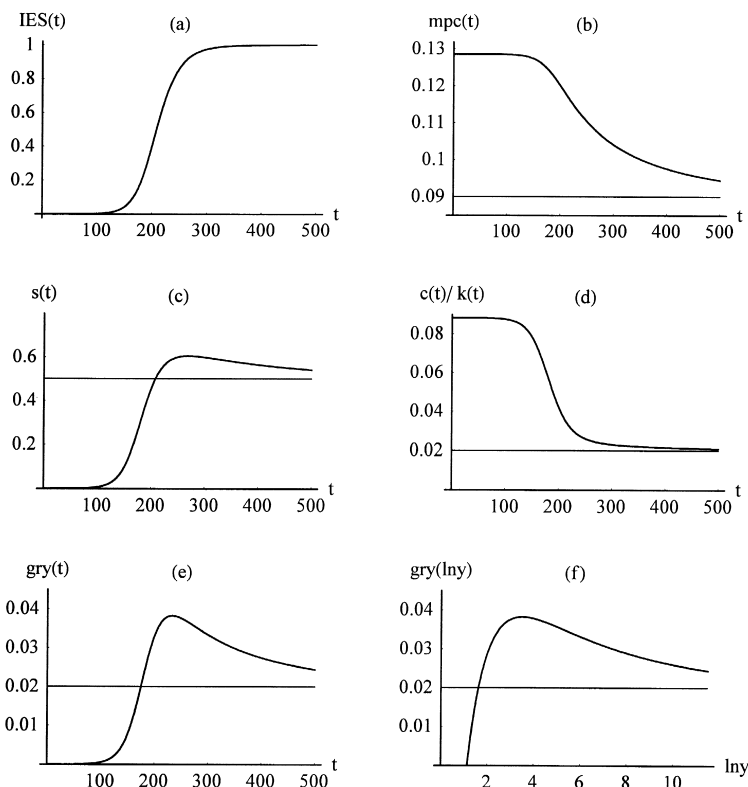 IES(t) (a)
1
0.8
0.6
0.4
0.2
100 200 300 400 500 t
mpc(t) (b)
0.13
0.12
0.11
0.1
0.09
100 200 300 400 500 t
s(t) (c)
0.6
0.4
0.2
100 200 300 400 500 t
c(t)/ k(t) (d)
0.08
0.06
0.04
0.02
100 200 300 400 500 t
gry(t) (e)
0.04
0.03
0.02
0.01
100 200 300 400 500 t
gry(lny) (f)
0.04
0.03
0.02
0.01
2 4 6 8 10 lny